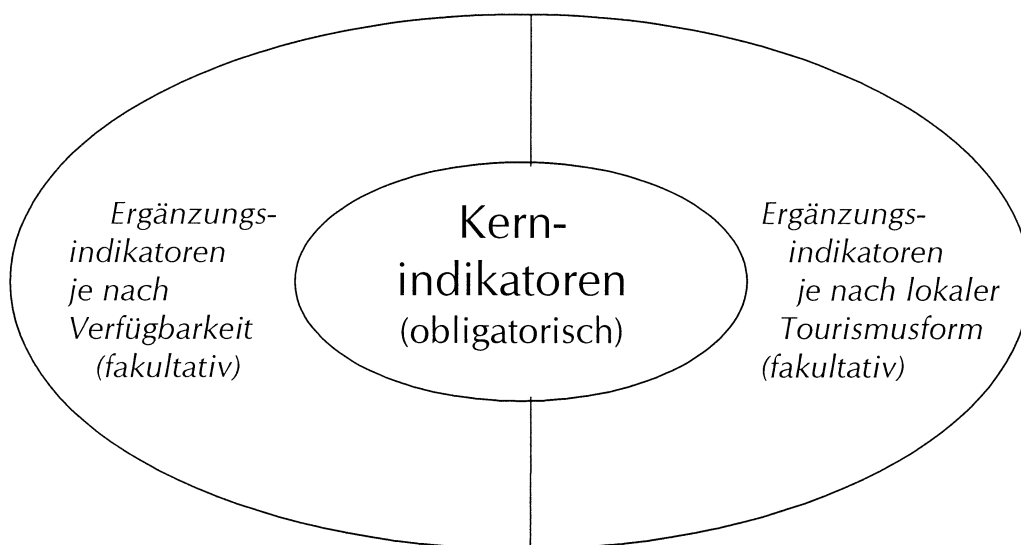 Ergänzungs-
indikatoren
je nach
Verfügbarkeit
(fakultativ)
Kern-
indikatoren
(obligatorisch)
Ergänzungs-
indikatoren
je nach lokaler
Tourismusform
(fakultativ)